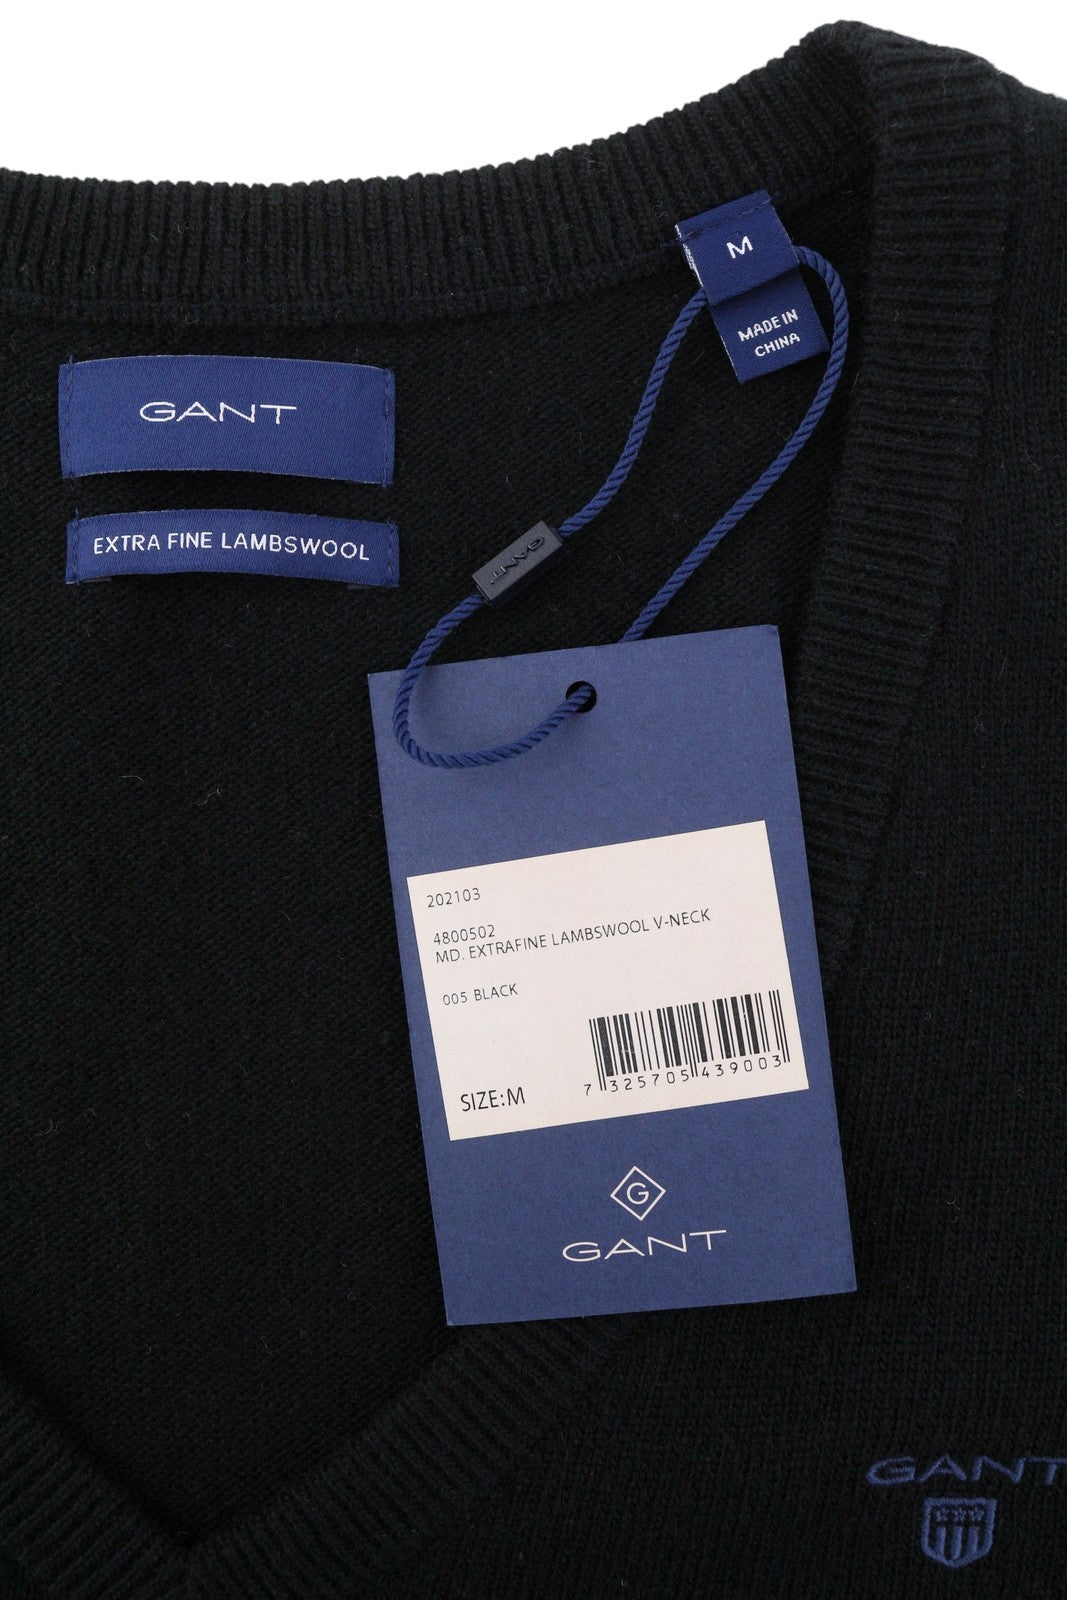 M
MADE IN
CHINA
GANT
EXTRA FINE LAMBSWOOL
GANT
202103
4800502
MD. EXTRAFINE LAMBSWOOL V-NECK
005 BLACK
SIZE:M
7 325705 439003
G
GANT
GANT